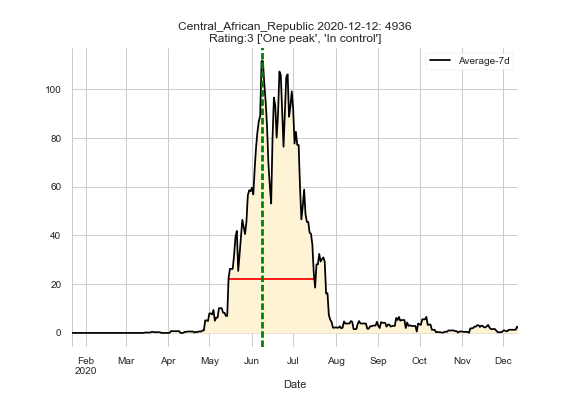 Central_African_Republic 2020-12-12: 4936
Rating:3 ['One peak', 'In control']
Average-7d
100
80
60
40
20
0
Feb Mar Apr May Jun Jul Aug Sep Oct Nov Dec
2020
Date